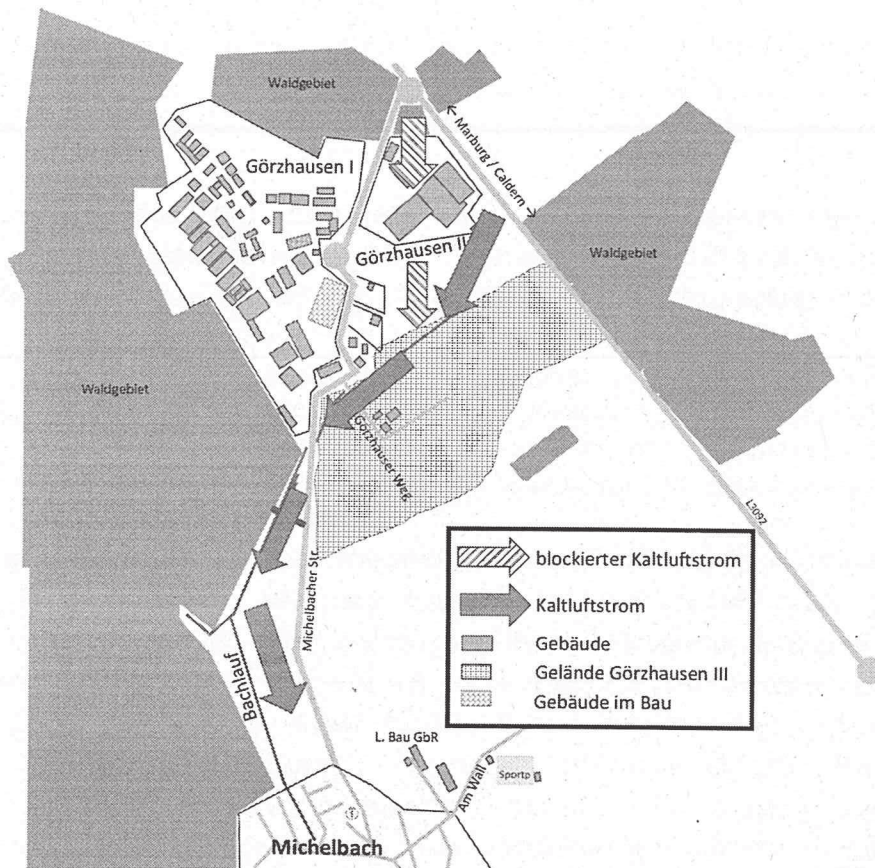 Waldgebiet
← Marburg / Caldern →
Görzhausen I
Görzhausen II
Waldgebiet
Waldgebiet
Görzhauser Weg
L3092
Michelbacher Str.
blockierter Kaltluftstrom
Kaltluftstrom
Gebäude
Gelände Görzhausen III
Gebäude im Bau
Bachlauf
L. Bau GbR
Am Wall
Sportp
Michelbach